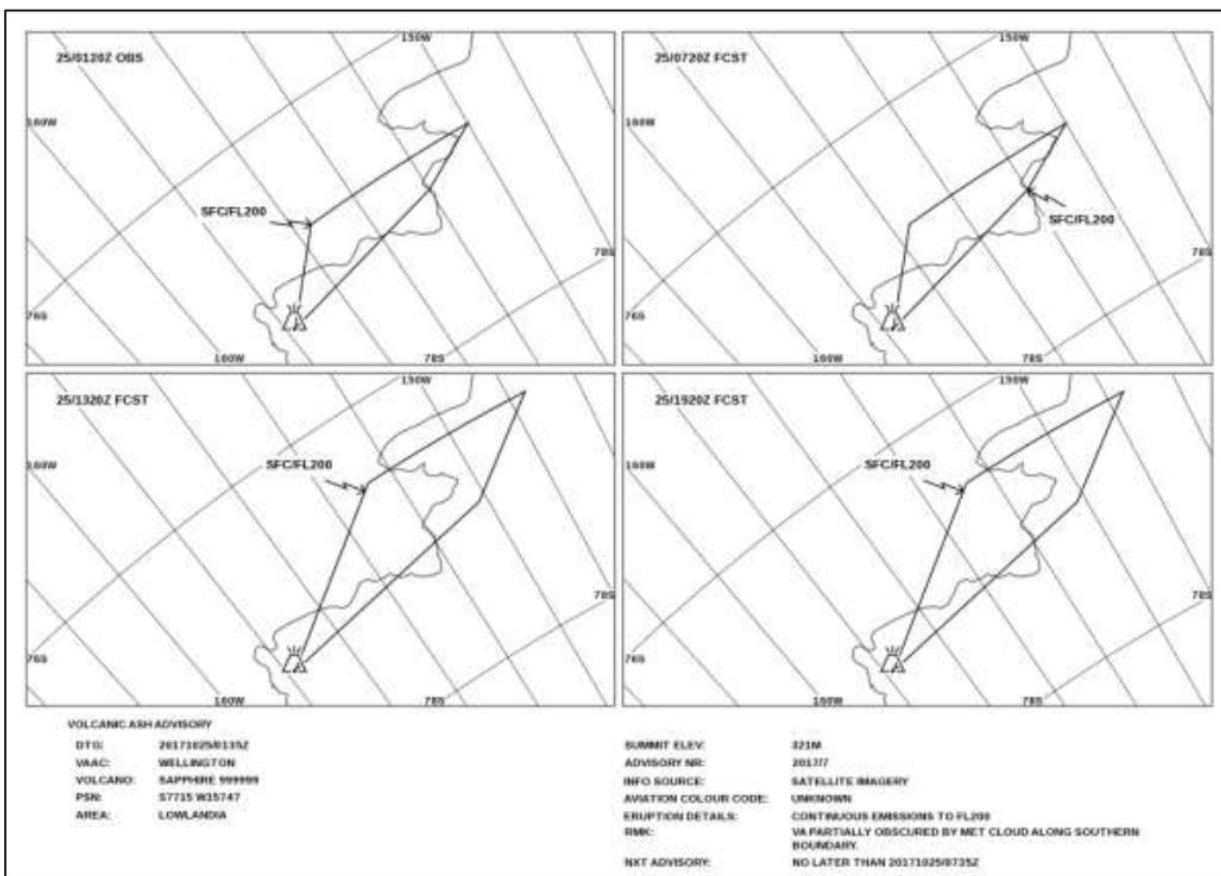 150W
25/0120Z OBS
160W
SFC/FL200
78S
76S
160W
78S
150W
25/0720Z FCST
160W
SFC/FL200
78S
76S
160W
78S
150W
25/1320Z FCST
160W
SFC/FL200
78S
76S
160W
78S
150W
25/1920Z FCST
160W
SFC/FL200
78S
76S
160W
78S
VOLCANIC ASH ADVISORY
DTG: 20171025/0135Z
VAAC: WELLINGTON
VOLCANO: SAPPHIRE 999999
PSN: S7715 W15747
AREA: LOWLANDIA
SUMMIT ELEV: 321M
ADVISORY NR: 2017/7
INFO SOURCE: SATELLITE IMAGERY
AVIATION COLOUR CODE: UNKNOWN
ERUPTION DETAILS: CONTINUOUS EMISSIONS TO FL200
RMK: VA PARTIALLY OBSCURED BY MET CLOUD ALONG SOUTHERN
BOUNDARY.
NXT ADVISORY: NO LATER THAN 20171025/0735Z